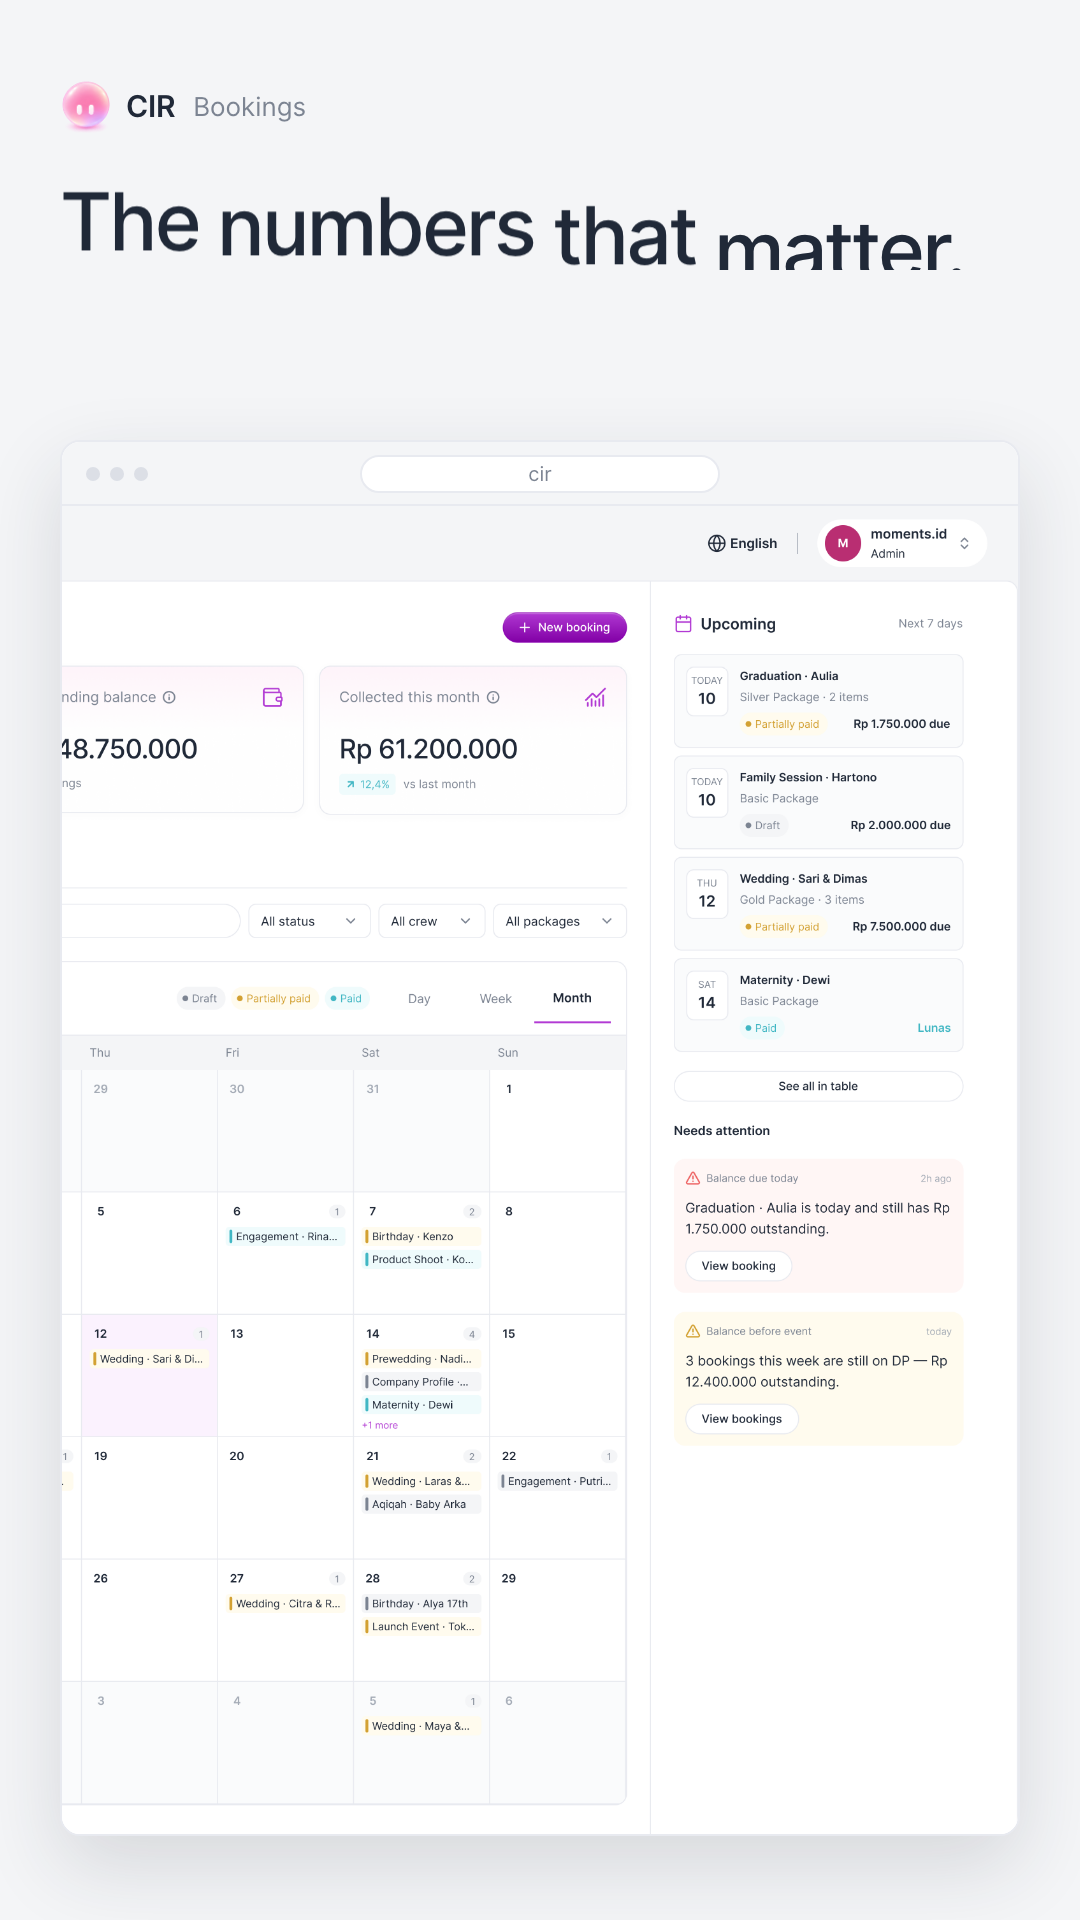 CIR Bookings
The numbers that matter.
cir
English
M
moments.id
Admin
New booking
nding balance
48.750.000
ngs
Collected this month
Rp 61.200.000
12,4% vs last month
All status
All crew
All packages
Draft
Partially paid
Paid
Day
Week
Month
Thu
Fri
Sat
Sun
29
30
31
1
5
6
1
Engagement · Rina...
7
2
Birthday · Kenzo
Product Shoot · Ko...
8
12
1
Wedding · Sari & Di...
13
14
4
Prewedding · Nadi...
Company Profile ·...
Maternity · Dewi
+1 more
15
1
19
20
21
2
Wedding · Laras &...
Aqiqah · Baby Arka
22
1
Engagement · Putri...
26
27
1
Wedding · Citra & R...
28
2
Birthday · Alya 17th
Launch Event · Tok...
29
3
4
5
1
Wedding · Maya &...
6
Upcoming
Next 7 days
TODAY
10
Graduation · Aulia
Silver Package · 2 items
Partially paid
Rp 1.750.000 due
TODAY
10
Family Session · Hartono
Basic Package
Draft
Rp 2.000.000 due
THU
12
Wedding · Sari & Dimas
Gold Package · 3 items
Partially paid
Rp 7.500.000 due
SAT
14
Maternity · Dewi
Basic Package
Paid
Lunas
See all in table
Needs attention
Balance due today
2h ago
Graduation · Aulia is today and still has Rp
1.750.000 outstanding.
View booking
Balance before event
today
3 bookings this week are still on DP — Rp
12.400.000 outstanding.
View bookings